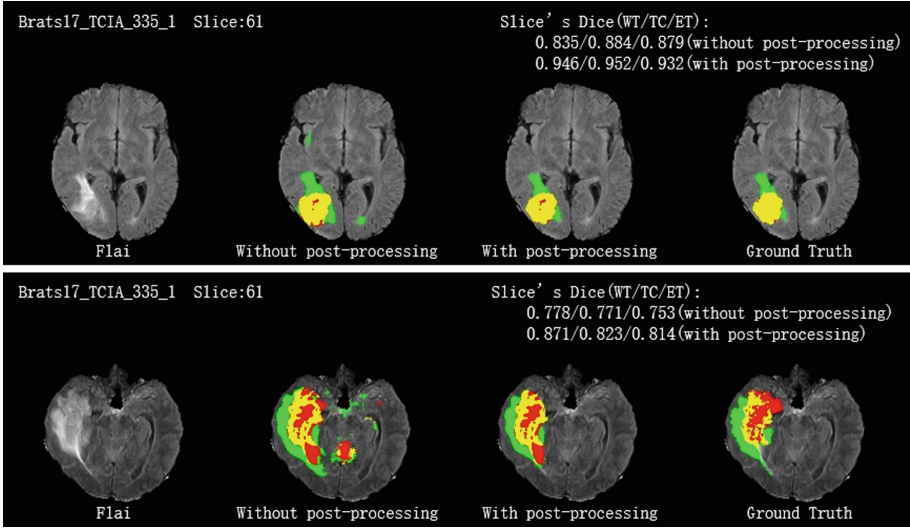 Brats17_TCIA_335_1 Slice:61 Slice's Dice(WT/TC/ET):
0.835/0.884/0.879(without post-processing)
0.946/0.952/0.932(with post-processing)
Flai Without post-processing With post-processing Ground Truth
Brats17_TCIA_335_1 Slice:61 Slice's Dice(WT/TC/ET):
0.778/0.771/0.753(without post-processing)
0.871/0.823/0.814(with post-processing)
Flai Without post-processing With post-processing Ground Truth